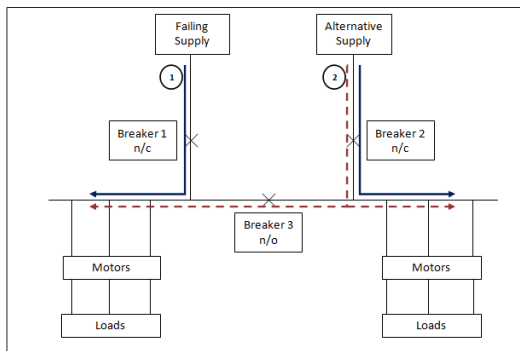 Failing
Supply
Alternative
Supply
1
2
Breaker 1
n/c
Breaker 2
n/c
Breaker 3
n/o
Motors
Motors
Loads
Loads